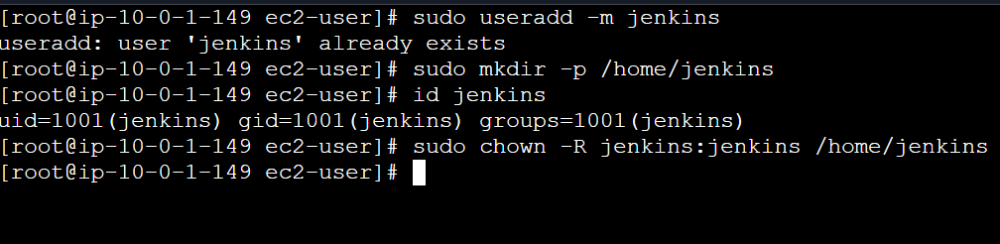 [root@ip-10-0-1-149 ec2-user]# sudo useradd -m jenkins
useradd: user 'jenkins' already exists
[root@ip-10-0-1-149 ec2-user]# sudo mkdir -p /home/jenkins
[root@ip-10-0-1-149 ec2-user]# id jenkins
uid=1001(jenkins) gid=1001(jenkins) groups=1001(jenkins)
[root@ip-10-0-1-149 ec2-user]# sudo chown -R jenkins:jenkins /home/jenkins
[root@ip-10-0-1-149 ec2-user]#